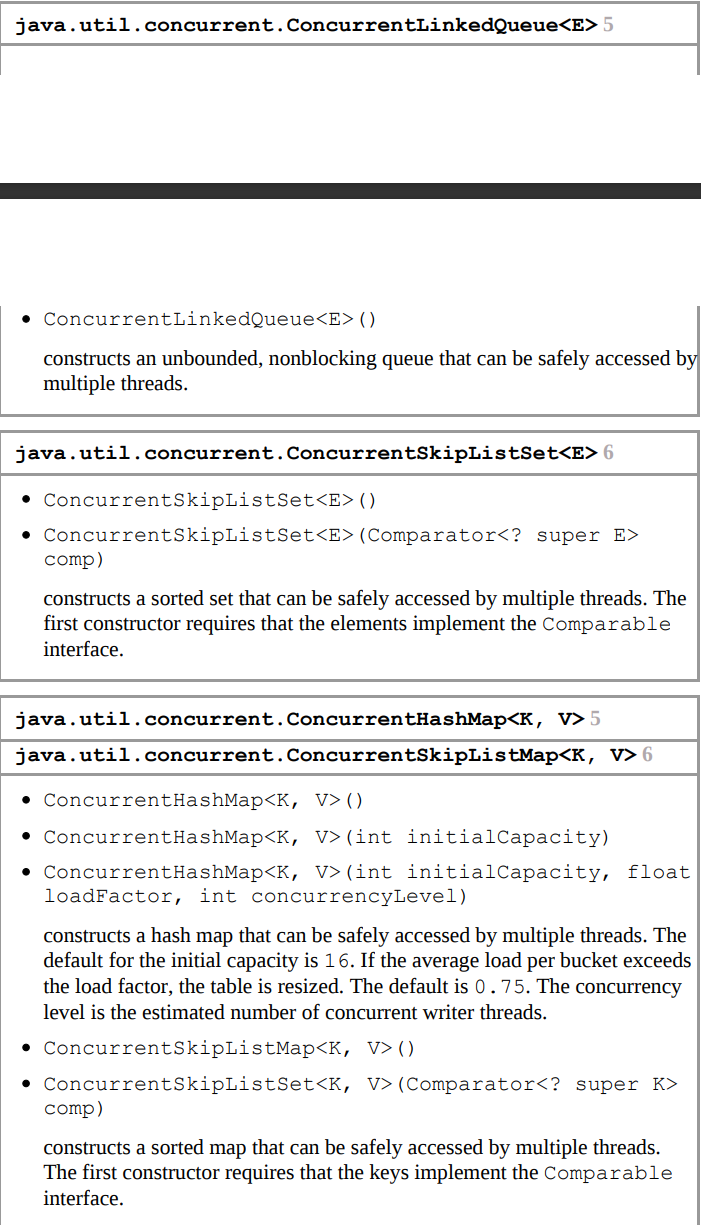 java.util.concurrent.ConcurrentLinkedQueue<E> 5
• ConcurrentLinkedQueue<E>()
constructs an unbounded, nonblocking queue that can be safely accessed by
multiple threads.
java.util.concurrent.ConcurrentSkipListSet<E> 6
• ConcurrentSkipListSet<E>()
• ConcurrentSkipListSet<E>(Comparator<? super E>
comp)
constructs a sorted set that can be safely accessed by multiple threads. The
first constructor requires that the elements implement the Comparable
interface.
java.util.concurrent.ConcurrentHashMap<K, V> 5
java.util.concurrent.ConcurrentSkipListMap<K, V> 6
• ConcurrentHashMap<K, V>()
• ConcurrentHashMap<K, V>(int initialCapacity)
• ConcurrentHashMap<K, V>(int initialCapacity, float
loadFactor, int concurrencyLevel)
constructs a hash map that can be safely accessed by multiple threads. The
default for the initial capacity is 16. If the average load per bucket exceeds
the load factor, the table is resized. The default is 0.75. The concurrency
level is the estimated number of concurrent writer threads.
• ConcurrentSkipListMap<K, V>()
• ConcurrentSkipListSet<K, V>(Comparator<? super K>
comp)
constructs a sorted map that can be safely accessed by multiple threads.
The first constructor requires that the keys implement the Comparable
interface.